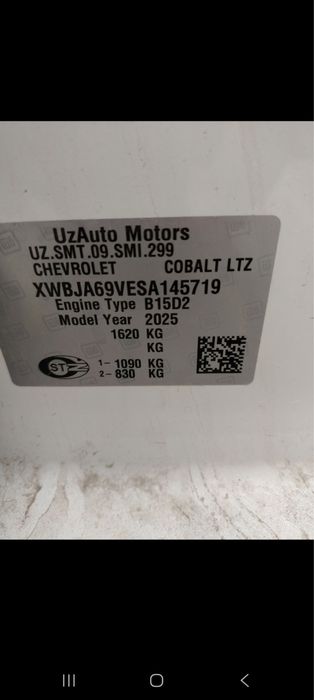 UzAuto Motors
UZ.SMT.09.SMI.299
CHEVROLET COBALT LTZ
XWBJA69VESA145719
Engine Type B15D2
Model Year 2025
1620 KG
KG
1- 1090 KG
2- 830 KG
ST